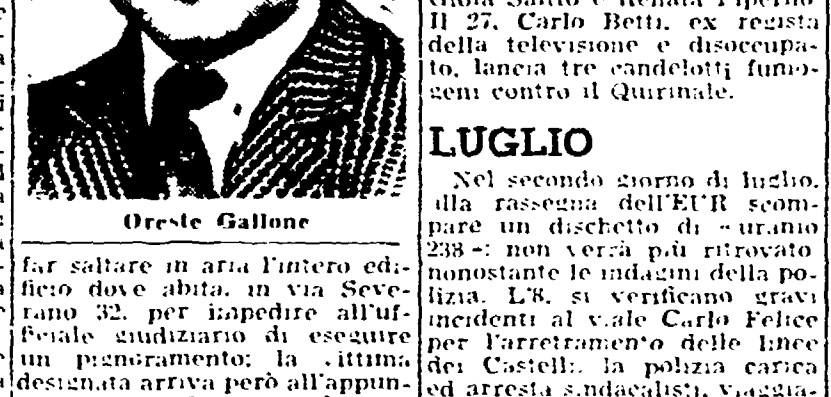 Oreste Gallone
far saltare in aria l'intero edi-
ficio dove abita, in via Seve-
rano 32, per impedire all'uf-
ficiale giudiziario di eseguire
un pignoramento; la vittima
designata arriva però all'appun-
Gioia Santo e Renata Piperno
Il 27, Carlo Betti, ex regista
della televisione e disoccupa-
to, lancia tre candelotti fumo-
geni contro il Quirinale.
LUGLIO
Nel secondo giorno di luglio,
alla rassegna dell'EUR scom-
pare un dischetto di « uranio
238 »: non verrà più ritrovato
nonostante le indagini della po-
lizia. L'8, si verificano gravi
incidenti al viale Carlo Felice
per l'arretramento delle linee
dei Castelli: la polizia carica
ed arresta sindacalisti, viaggia-